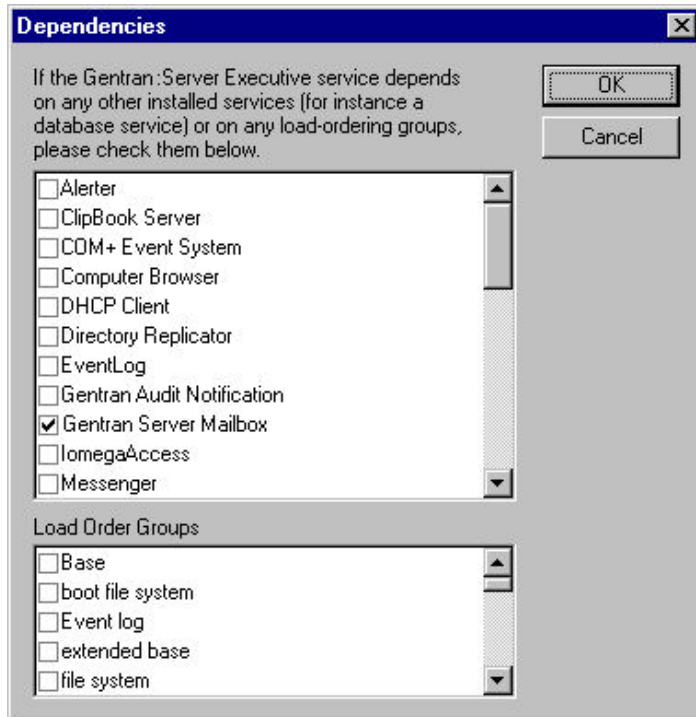 Dependencies
If the Gentran:Server Executive service depends
on any other installed services (for instance a
database service) or on any load-ordering groups,
please check them below.
OK
Cancel
Alerter
ClipBook Server
COM+ Event System
Computer Browser
DHCP Client
Directory Replicator
EventLog
Gentran Audit Notification
Gentran Server Mailbox
IomegaAccess
Messenger
Load Order Groups
Base
boot file system
Event log
extended base
file system